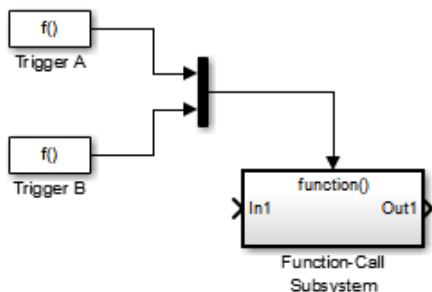 f()
Trigger A
f()
Trigger B
function()
In1 Out1
Function-Call
Subsystem